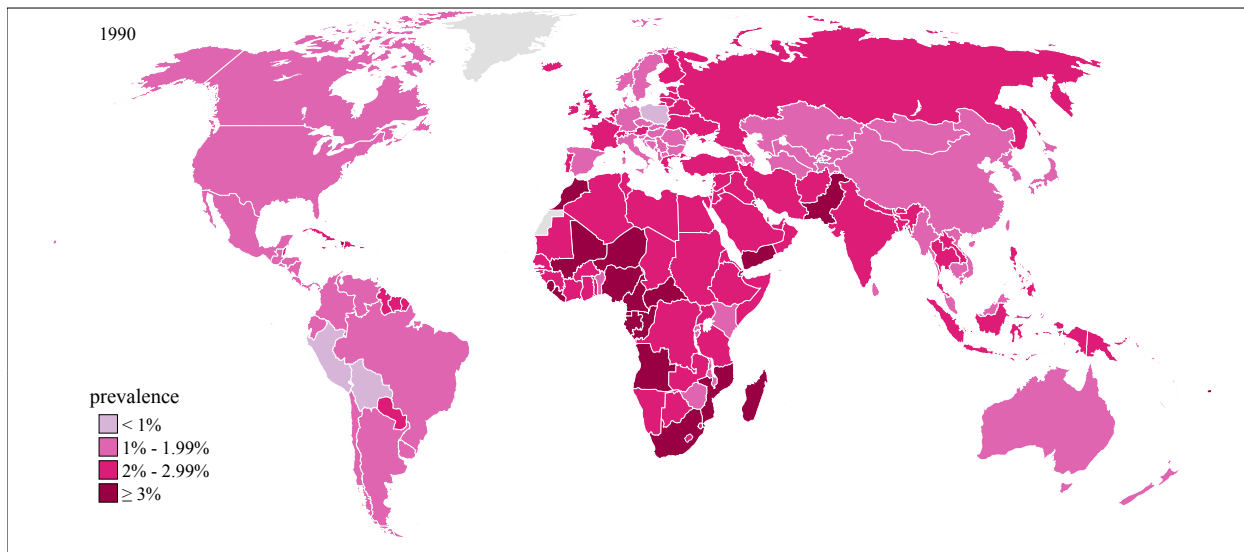 1990
prevalence
< 1%
1% - 1.99%
2% - 2.99%
≥ 3%